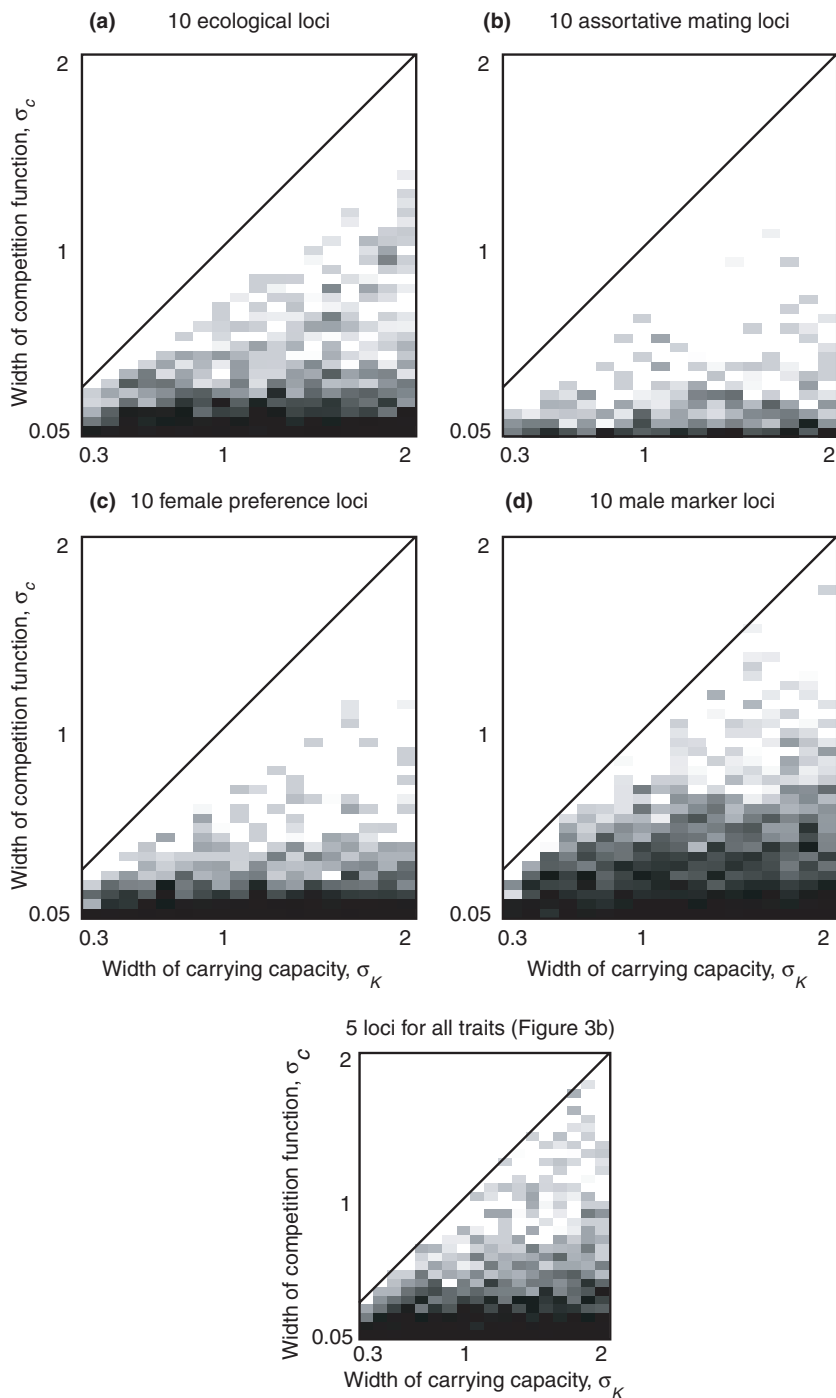 (a) 10 ecological loci
Width of competition function, σc
2
1
0.05
0.3 1 2
(b) 10 assortative mating loci
2
1
0.05
0.3 1 2
(c) 10 female preference loci
Width of competition function, σc
2
1
0.05
0.3 1 2
Width of carrying capacity, σK
(d) 10 male marker loci
2
1
0.05
0.3 1 2
Width of carrying capacity, σK
5 loci for all traits (Figure 3b)
Width of competition function, σc
2
1
0.05
0.3 1 2
Width of carrying capacity, σK